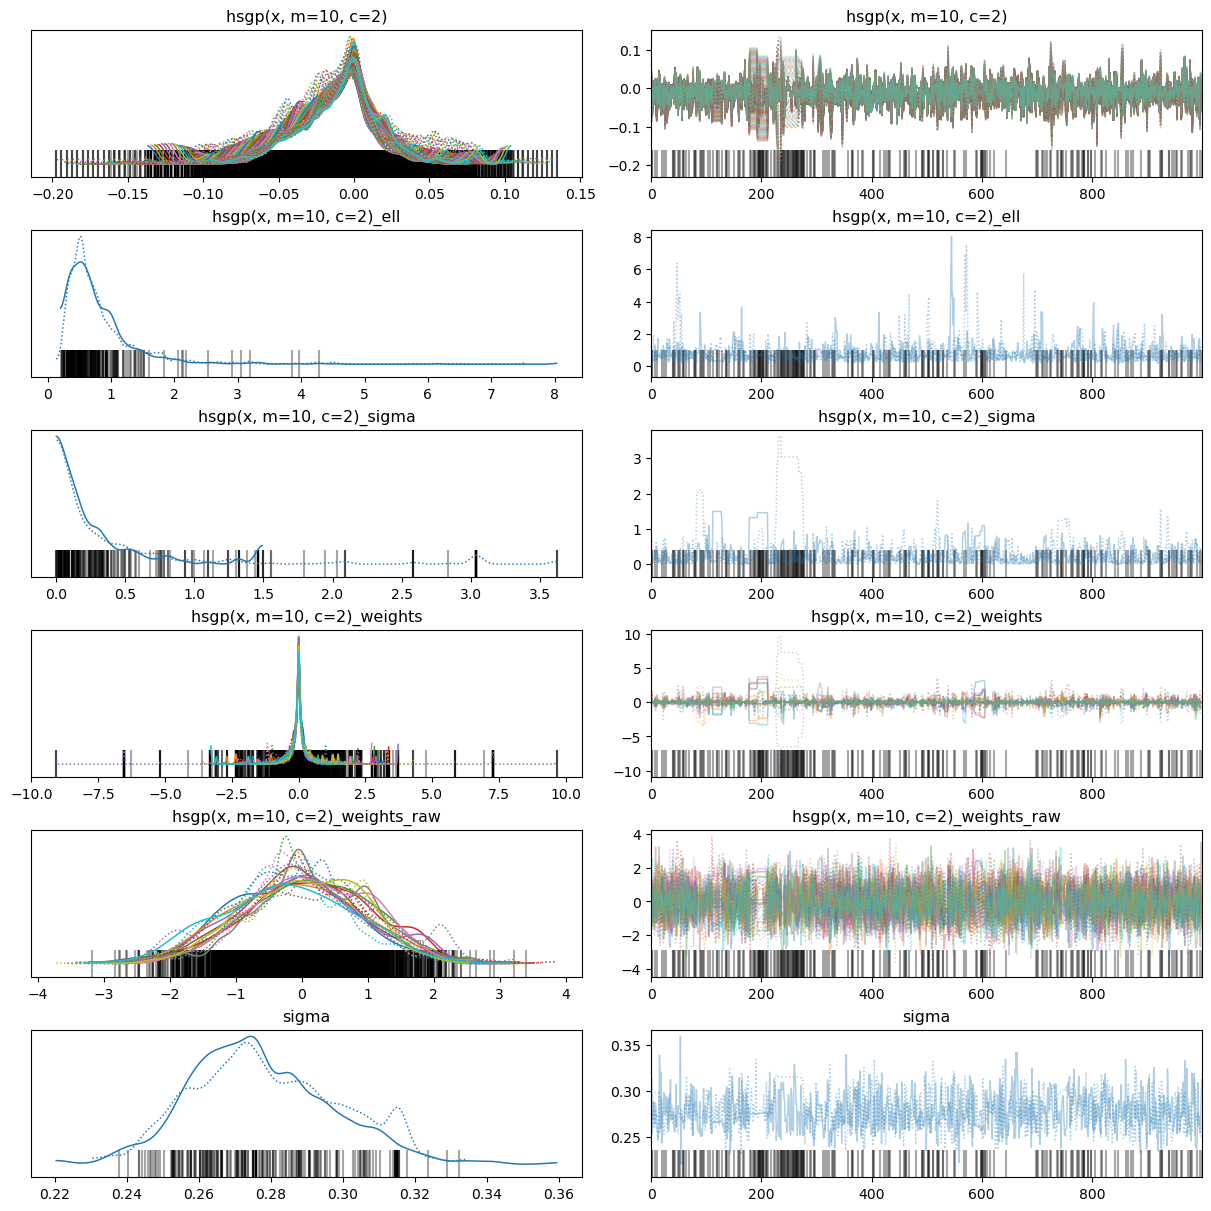 hsgp(x, m=10, c=2)
−0.20 −0.15 −0.10 −0.05 0.00 0.05 0.10 0.15
hsgp(x, m=10, c=2)
0.1
0.0
−0.1
−0.2
0 200 400 600 800
hsgp(x, m=10, c=2)_ell
0 1 2 3 4 5 6 7 8
hsgp(x, m=10, c=2)_ell
8
6
4
2
0
0 200 400 600 800
hsgp(x, m=10, c=2)_sigma
0.0 0.5 1.0 1.5 2.0 2.5 3.0 3.5
hsgp(x, m=10, c=2)_sigma
3
2
1
0
0 200 400 600 800
hsgp(x, m=10, c=2)_weights
−10.0 −7.5 −5.0 −2.5 0.0 2.5 5.0 7.5 10.0
hsgp(x, m=10, c=2)_weights
10
5
0
−5
−10
0 200 400 600 800
hsgp(x, m=10, c=2)_weights_raw
−4 −3 −2 −1 0 1 2 3 4
hsgp(x, m=10, c=2)_weights_raw
4
2
0
−2
−4
0 200 400 600 800
sigma
0.22 0.24 0.26 0.28 0.30 0.32 0.34 0.36
sigma
0.35
0.30
0.25
0 200 400 600 800